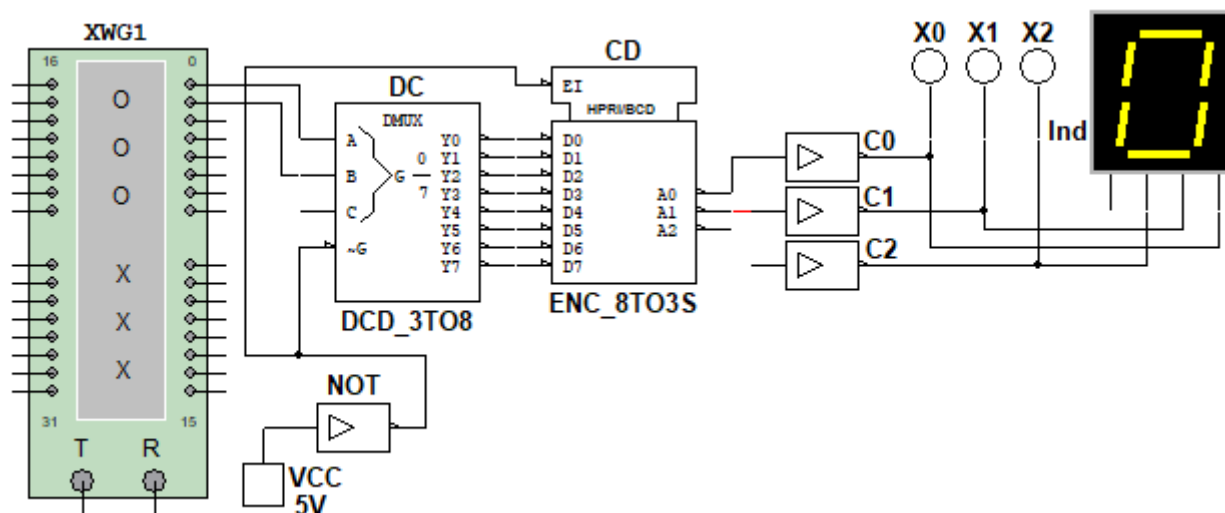 XWG1
16
0
O
O
O
X
X
X
31
15
T
R
DC
DMUX
A
B
C
~G
G
0
7
Y0
Y1
Y2
Y3
Y4
Y5
Y6
Y7
DCD_3TO8
NOT
VCC
5V
CD
EI
HPRI/BCD
D0
D1
D2
D3
D4
D5
D6
D7
A0
A1
A2
ENC_8TO3S
C0
C1
C2
X0
X1
X2
Ind
0